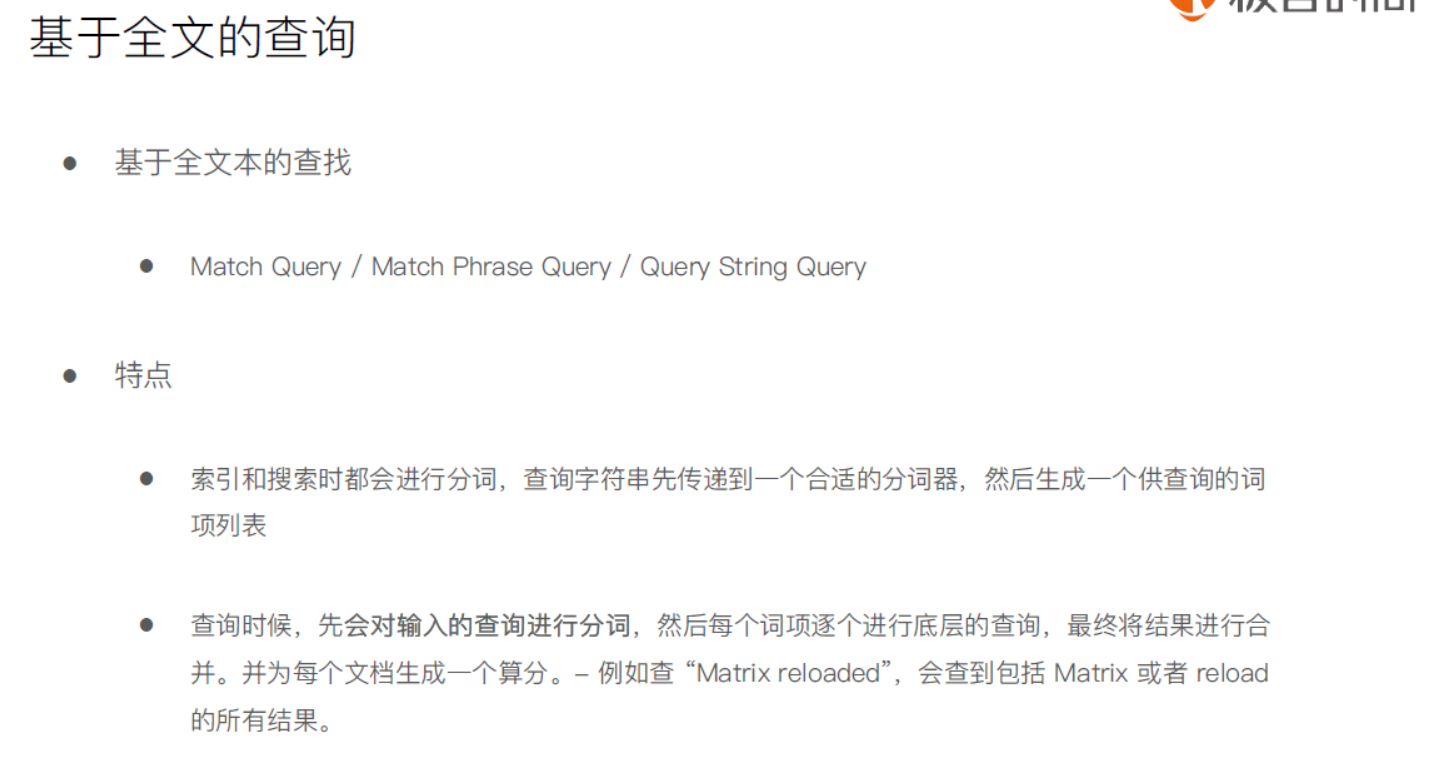 基于全文的查询
● 基于全文本的查找
● Match Query / Match Phrase Query / Query String Query
● 特点
● 索引和搜索时都会进行分词，查询字符串先传递到一个合适的分词器，然后生成一个供查询的词
项列表
● 查询时候，先会对输入的查询进行分词，然后每个词项逐个进行底层的查询，最终将结果进行合
并。并为每个文档生成一个算分。– 例如查 “Matrix reloaded”，会查到包括 Matrix 或者 reload
的所有结果。